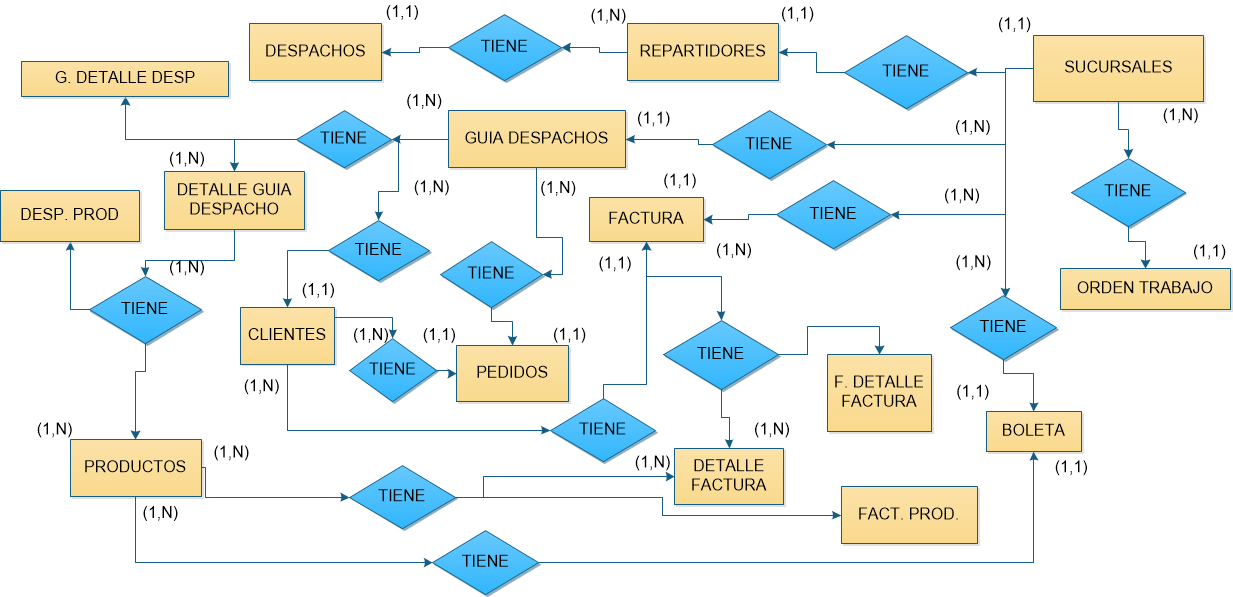 (1,1)
(1,N)
(1,1)
(1,1)
DESPACHOS
TIENE
REPARTIDORES
TIENE
SUCURSALES
G. DETALLE DESP
(1,N)
(1,1)
(1,N)
(1,N)
TIENE
GUIA DESPACHOS
TIENE
(1,N)
DETALLE GUIA
DESPACHO
(1,N)
(1,N)
(1,1)
(1,N)
TIENE
DESP. PROD
FACTURA
TIENE
TIENE
(1,N)
(1,1)
TIENE
(1,N)
(1,1)
(1,N)
TIENE
ORDEN TRABAJO
(1,1)
TIENE
CLIENTES
(1,N)
(1,1)
(1,1)
TIENE
TIENE
TIENE
PEDIDOS
F. DETALLE
FACTURA
(1,N)
(1,1)
(1,N)
TIENE
(1,N)
BOLETA
PRODUCTOS
(1,N)
(1,N)
DETALLE
FACTURA
(1,1)
TIENE
(1,N)
FACT. PROD.
TIENE